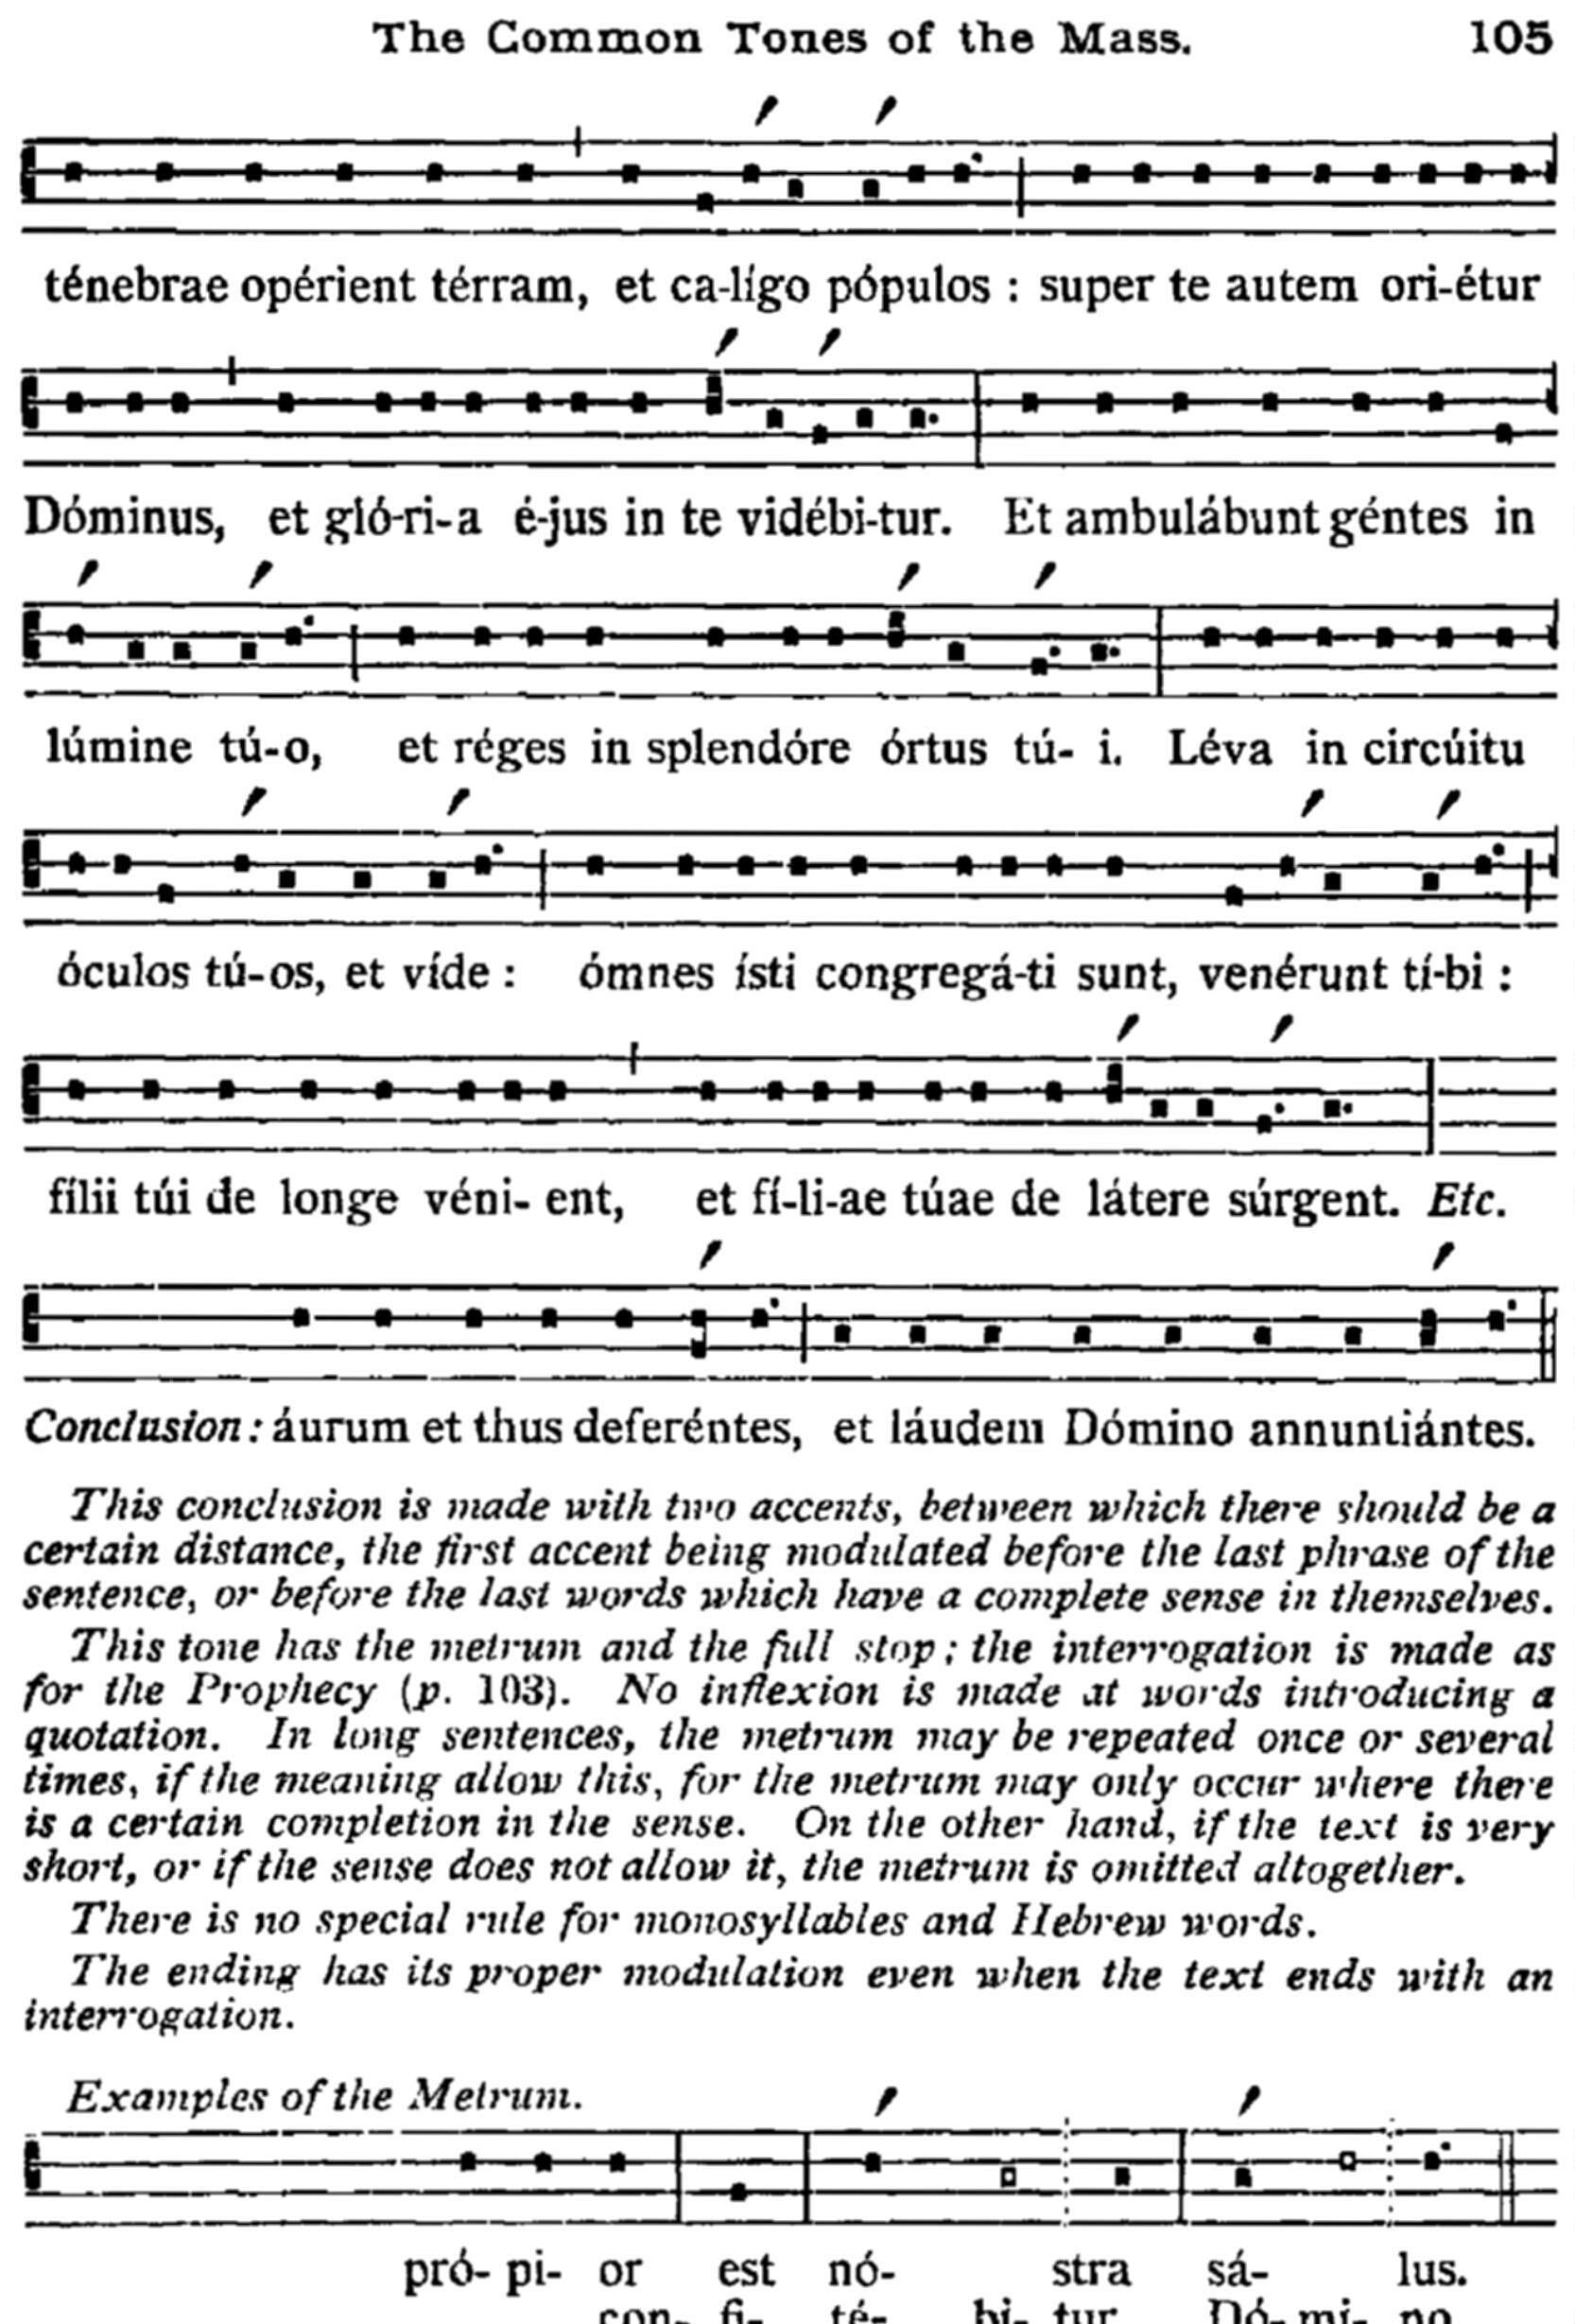 The Common Tones of the Mass. 105
ténebrae opérient térram, et ca-lígo pópulos : super te autem ori-étur
Dóminus, et gló-ri-a é-jus in te vidébi-tur. Et ambulábunt géntes in
lúmine tú-o, et réges in splendóre órtus tú- i. Léva in circúitu
óculos tú-os, et víde : ómnes ísti congregá-ti sunt, venérunt tí-bi :
fílii túi de longe véni- ent, et fí-li-ae túae de látere súrgent. Etc.
Conclusion: áurum et thus deferéntes, et láudem Dómino annuntiántes.
This conclusion is made with two accents, between which there should be a
certain distance, the first accent being modulated before the last phrase of the
sentence, or before the last words which have a complete sense in themselves.
This tone has the metrum and the full stop; the interrogation is made as
for the Prophecy (p. 103). No inflexion is made at words introducing a
quotation. In long sentences, the metrum may be repeated once or several
times, if the meaning allow this, for the metrum may only occur where there
is a certain completion in the sense. On the other hand, if the text is very
short, or if the sense does not allow it, the metrum is omitted altogether.
There is no special rule for monosyllables and Hebrew words.
The ending has its proper modulation even when the text ends with an
interrogation.
Examples of the Metrum.
pró- pi- or est nó- stra sá- lus.
con- fi- té- bi- tur Dó- mi- no